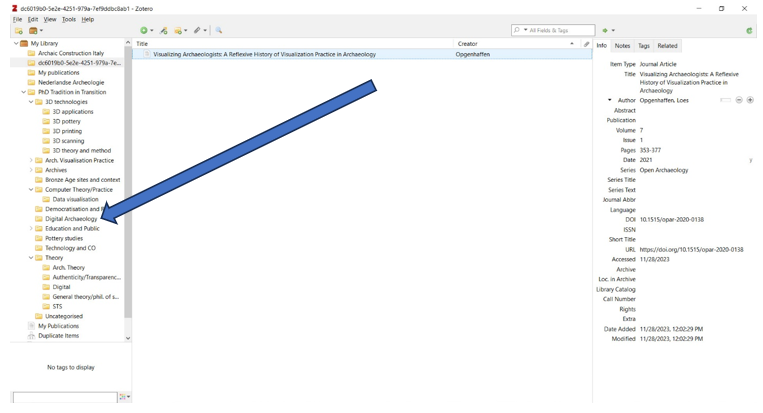 dc6019b0-5e2e-4251-979a-7ef9ddbc8ab1 - Zotero
File Edit View Tools Help
All Fields & Tags
My Library
Archaic Construction Italy
dc6019b0-5e2e-4251-979a-7e...
My publications
Nederlandse Archeologie
PhD Tradition in Transition
3D technologies
3D applications
3D pottery
3D printing
3D scanning
3D theory and method
Arch. Visualisation Practice
Archives
Bronze Age sites and context
Computer Theory/Practice
Data visualisation
Democratisation and
Digital Archaeology
Education and Public
Pottery studies
Technology and CO
Theory
Arch. Theory
Authenticity/Transparenc...
Digital
General theory/phil. of s...
STS
Uncategorised
My Publications
Duplicate Items
No tags to display
Title Creator
Visualizing Archaeologists: A Reflexive History of Visualization Practice in Archaeology Opgenhaffen
Info Notes Tags Related
Item Type Journal Article
Title Visualizing Archaeologists: A Reflexive
History of Visualization Practice in
Archaeology
Author Opgenhaffen, Loes
Abstract
Publication
Volume 7
Issue 1
Pages 353-377
Date 2021 y
Series Open Archaeology
Series Title
Series Text
Journal Abbr
Language
DOI 10.1515/opar-2020-0138
ISSN
Short Title
URL https://doi.org/10.1515/opar-2020-0138
Accessed 11/28/2023
Archive
Loc. in Archive
Library Catalog
Call Number
Rights
Extra
Date Added 11/28/2023, 12:02:29 PM
Modified 11/28/2023, 12:02:29 PM